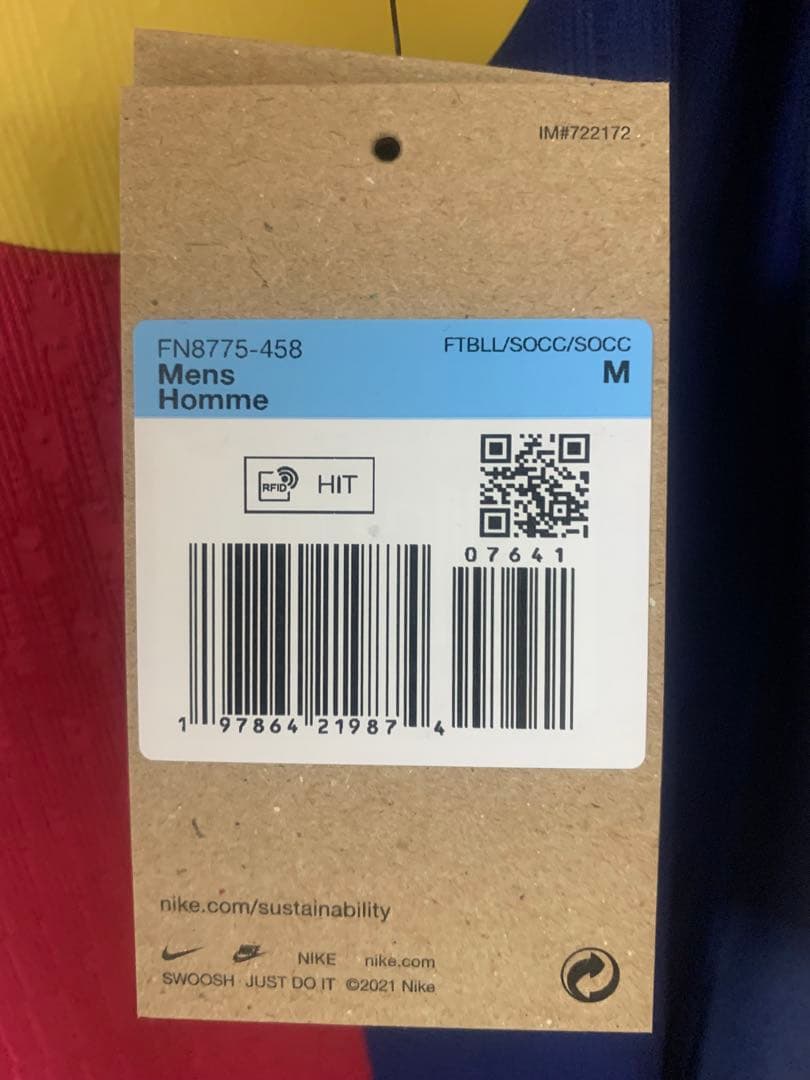 IM#722172
FN8775-458
FTBLL/SOCC/SOCC
Mens
M
Homme
RFID HIT
07641
1 97864 21987 4
nike.com/sustainability
NIKE nike.com
SWOOSH · JUST DO IT ©2021 Nike